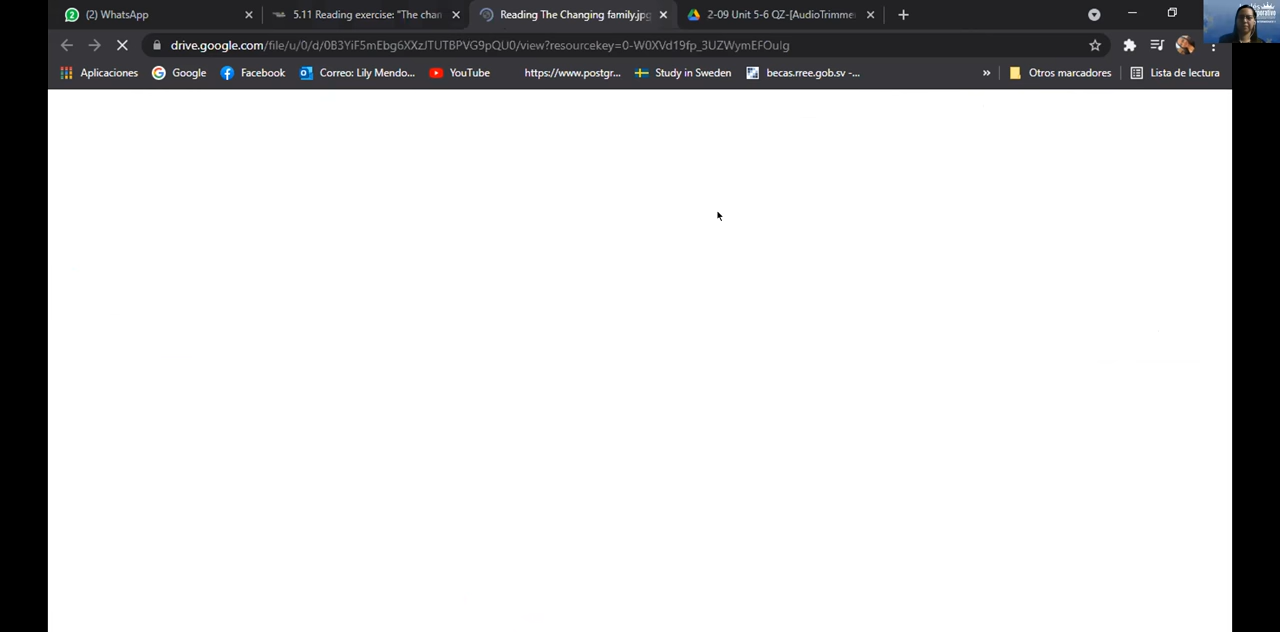 (2) WhatsApp
5.11 Reading exercise: "The chan
Reading The Changing family.jpg
2-09 Unit 5-6 QZ-[AudioTrimmer
drive.google.com/file/u/0/d/0B3YiF5mEbg6XXzJTUTBPVG9pQU0/view?resourcekey=0-W0XVd19fp_3UZWymEFOulg
Aplicaciones
Google
Facebook
Correo: Lily Mendo...
YouTube
https://www.postgr...
Study in Sweden
becas.rree.gob.sv -...
»
Otros marcadores
Lista de lectura